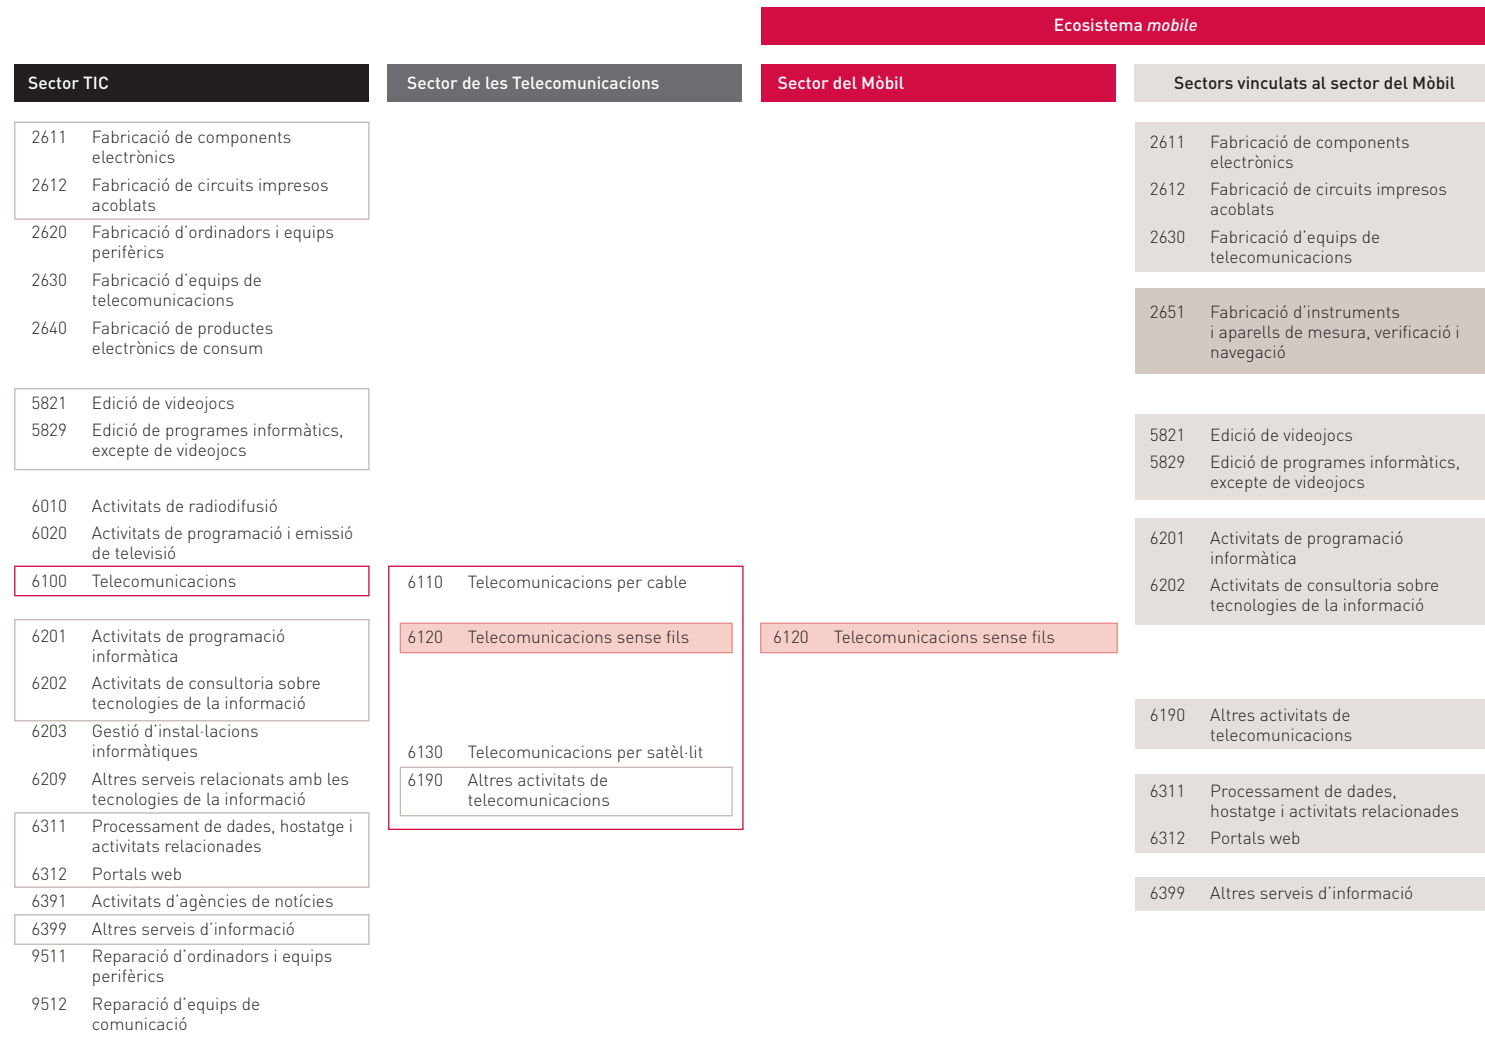 Ecosistema mobile
Sector TIC
2611 Fabricació de components
electrònics
2612 Fabricació de circuits impresos
acoblats
2620 Fabricació d'ordinadors i equips
perifèrics
2630 Fabricació d'equips de
telecomunicacions
2640 Fabricació de productes
electrònics de consum
5821 Edició de videojocs
5829 Edició de programes informàtics,
excepte de videojocs
6010 Activitats de radiodifusió
6020 Activitats de programació i emissió
de televisió
6100 Telecomunicacions
6201 Activitats de programació
informàtica
6202 Activitats de consultoria sobre
tecnologies de la informació
6203 Gestió d'instal·lacions
informàtiques
6209 Altres serveis relacionats amb les
tecnologies de la informació
6311 Processament de dades, hostatge i
activitats relacionades
6312 Portals web
6391 Activitats d'agències de notícies
6399 Altres serveis d'informació
9511 Reparació d'ordinadors i equips
perifèrics
9512 Reparació d'equips de
comunicació
Sector de les Telecomunicacions
6110 Telecomunicacions per cable
6120 Telecomunicacions sense fils
6130 Telecomunicacions per satèl·lit
6190 Altres activitats de
telecomunicacions
Sector del Mòbil
6120 Telecomunicacions sense fils
Sectors vinculats al sector del Mòbil
2611 Fabricació de components
electrònics
2612 Fabricació de circuits impresos
acoblats
2630 Fabricació d'equips de
telecomunicacions
2651 Fabricació d'instruments
i aparells de mesura, verificació i
navegació
5821 Edició de videojocs
5829 Edició de programes informàtics,
excepte de videojocs
6201 Activitats de programació
informàtica
6202 Activitats de consultoria sobre
tecnologies de la informació
6190 Altres activitats de
telecomunicacions
6311 Processament de dades,
hostatge i activitats relacionades
6312 Portals web
6399 Altres serveis d'informació